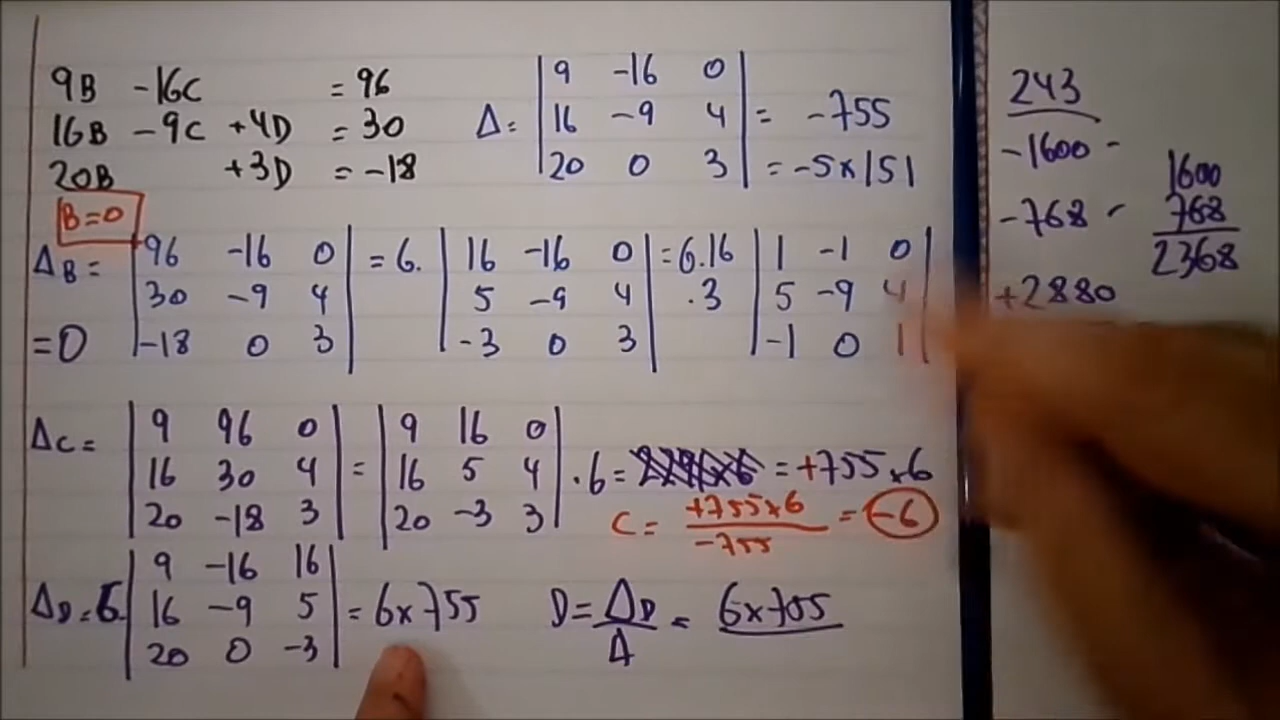 9B -16C = 96
16B -9C +4D = 30
20B +3D = -18
B=0
Δ= | 9 -16 0 | = -755
| 16 -9 4 |
| 20 0 3 | = -5x151
ΔB= | 96 -16 0 | =6. | 16 -16 0 | =6.16 | 1 -1 0 |
| 30 -9 4 | | 5 -9 4 | .3 | 5 -9 4 |
=0 | -18 0 3 | | -3 0 3 | | -1 0 1 |
ΔC= | 9 96 0 | = | 9 16 0 |
| 16 30 4 | | 16 5 4 | .6= = +755x6
| 20 -18 3 | | 20 -3 3 |
C= +755x6 / -755 = -6
ΔD=6. | 9 -16 16 | = 6x755
| 16 -9 5 |
| 20 0 -3 |
D= ΔD / Δ = 6x755
243
-1600 -
-768 -
+2880
1600
768
2368